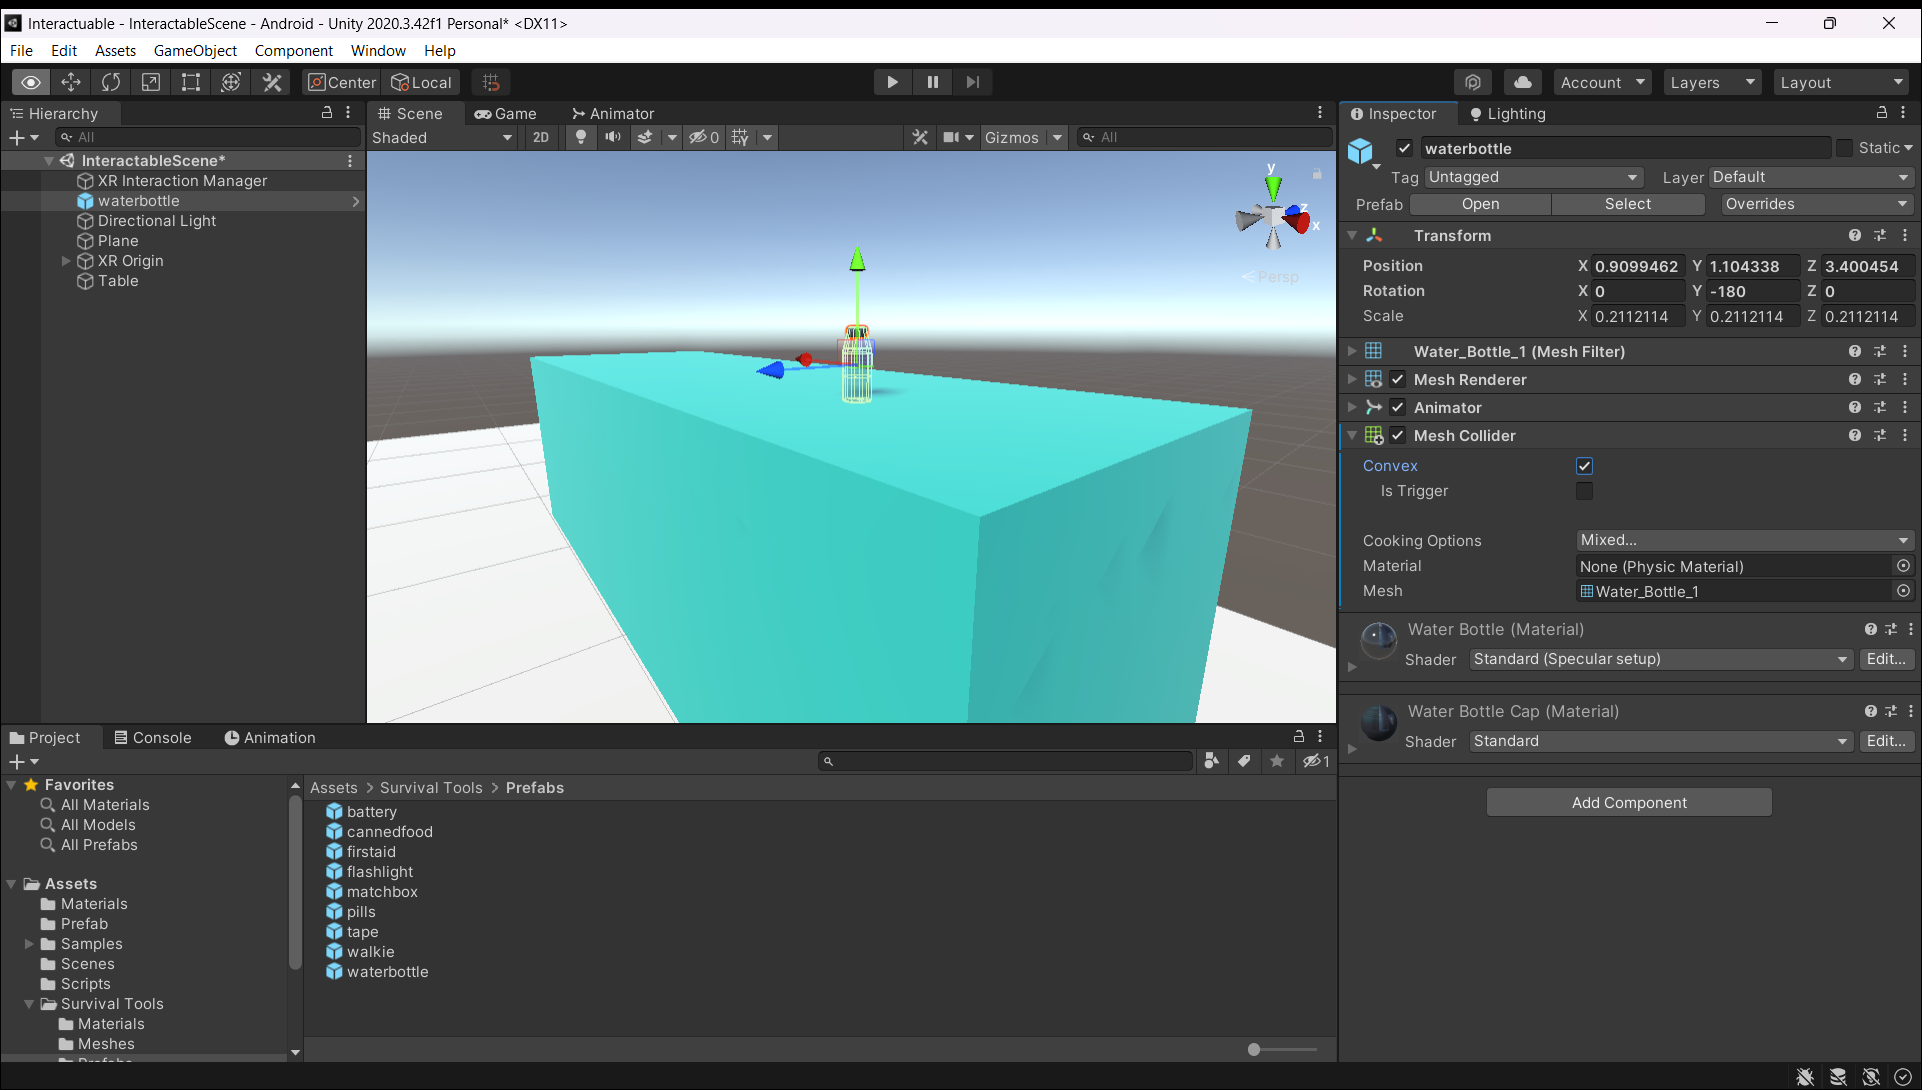 Interactuable - InteractableScene - Android - Unity 2020.3.42f1 Personal* <DX11>
File Edit Assets GameObject Component Window Help
Center Local Account Layers Layout
Hierarchy
All
InteractableScene*
XR Interaction Manager
waterbottle
Directional Light
Plane
XR Origin
Table
Scene Game Animator
Shaded 2D 0 Gizmos All
y
z
x
Persp
Inspector Lighting
waterbottle Static
Tag Untagged Layer Default
Prefab Open Select Overrides
Transform
Position X 0.9099462 Y 1.104338 Z 3.400454
Rotation X 0 Y -180 Z 0
Scale X 0.2112114 Y 0.2112114 Z 0.2112114
Water_Bottle_1 (Mesh Filter)
Mesh Renderer
Animator
Mesh Collider
Convex
Is Trigger
Cooking Options Mixed...
Material None (Physic Material)
Mesh Water_Bottle_1
Water Bottle (Material)
Shader Standard (Specular setup) Edit...
Water Bottle Cap (Material)
Shader Standard Edit...
Add Component
Project Console Animation
1
Favorites
All Materials
All Models
All Prefabs
Assets
Materials
Prefab
Samples
Scenes
Scripts
Survival Tools
Materials
Meshes
Prefabs
Assets > Survival Tools > Prefabs
battery
cannedfood
firstaid
flashlight
matchbox
pills
tape
walkie
waterbottle